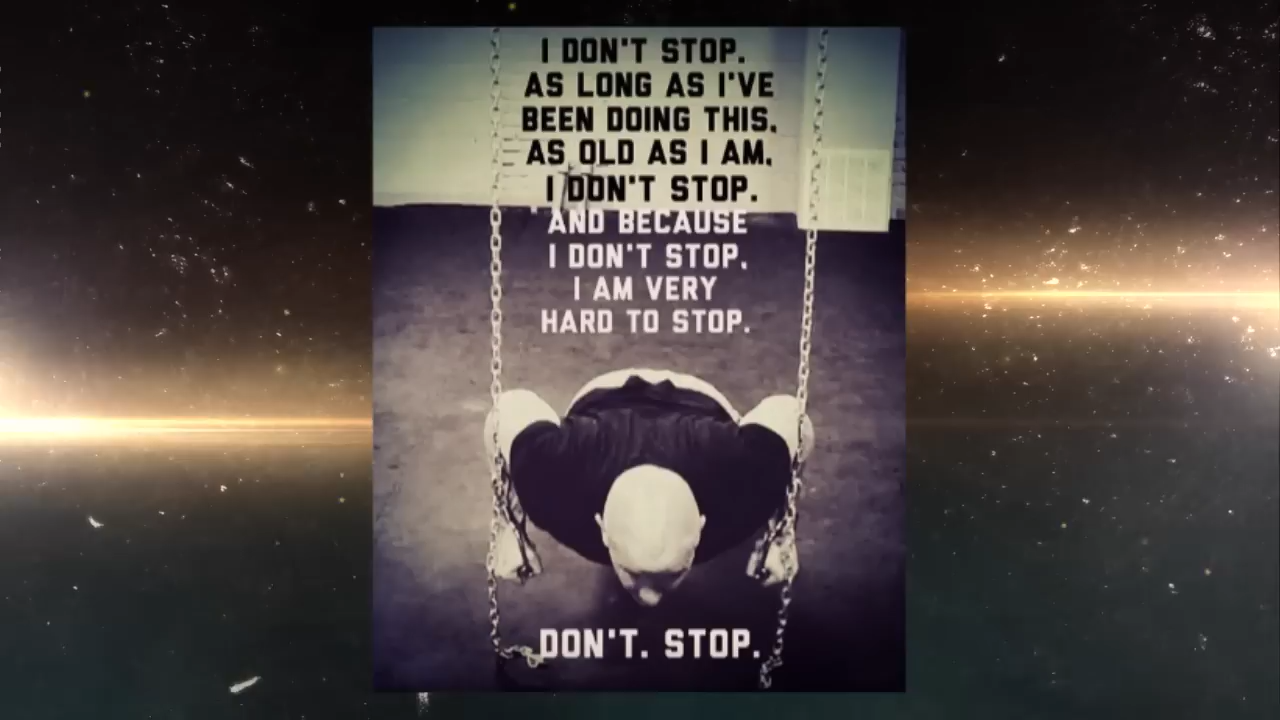 I DON'T STOP.
AS LONG AS I'VE
BEEN DOING THIS,
AS OLD AS I AM,
I DON'T STOP.
AND BECAUSE
I DON'T STOP,
I AM VERY
HARD TO STOP.
DON'T. STOP.